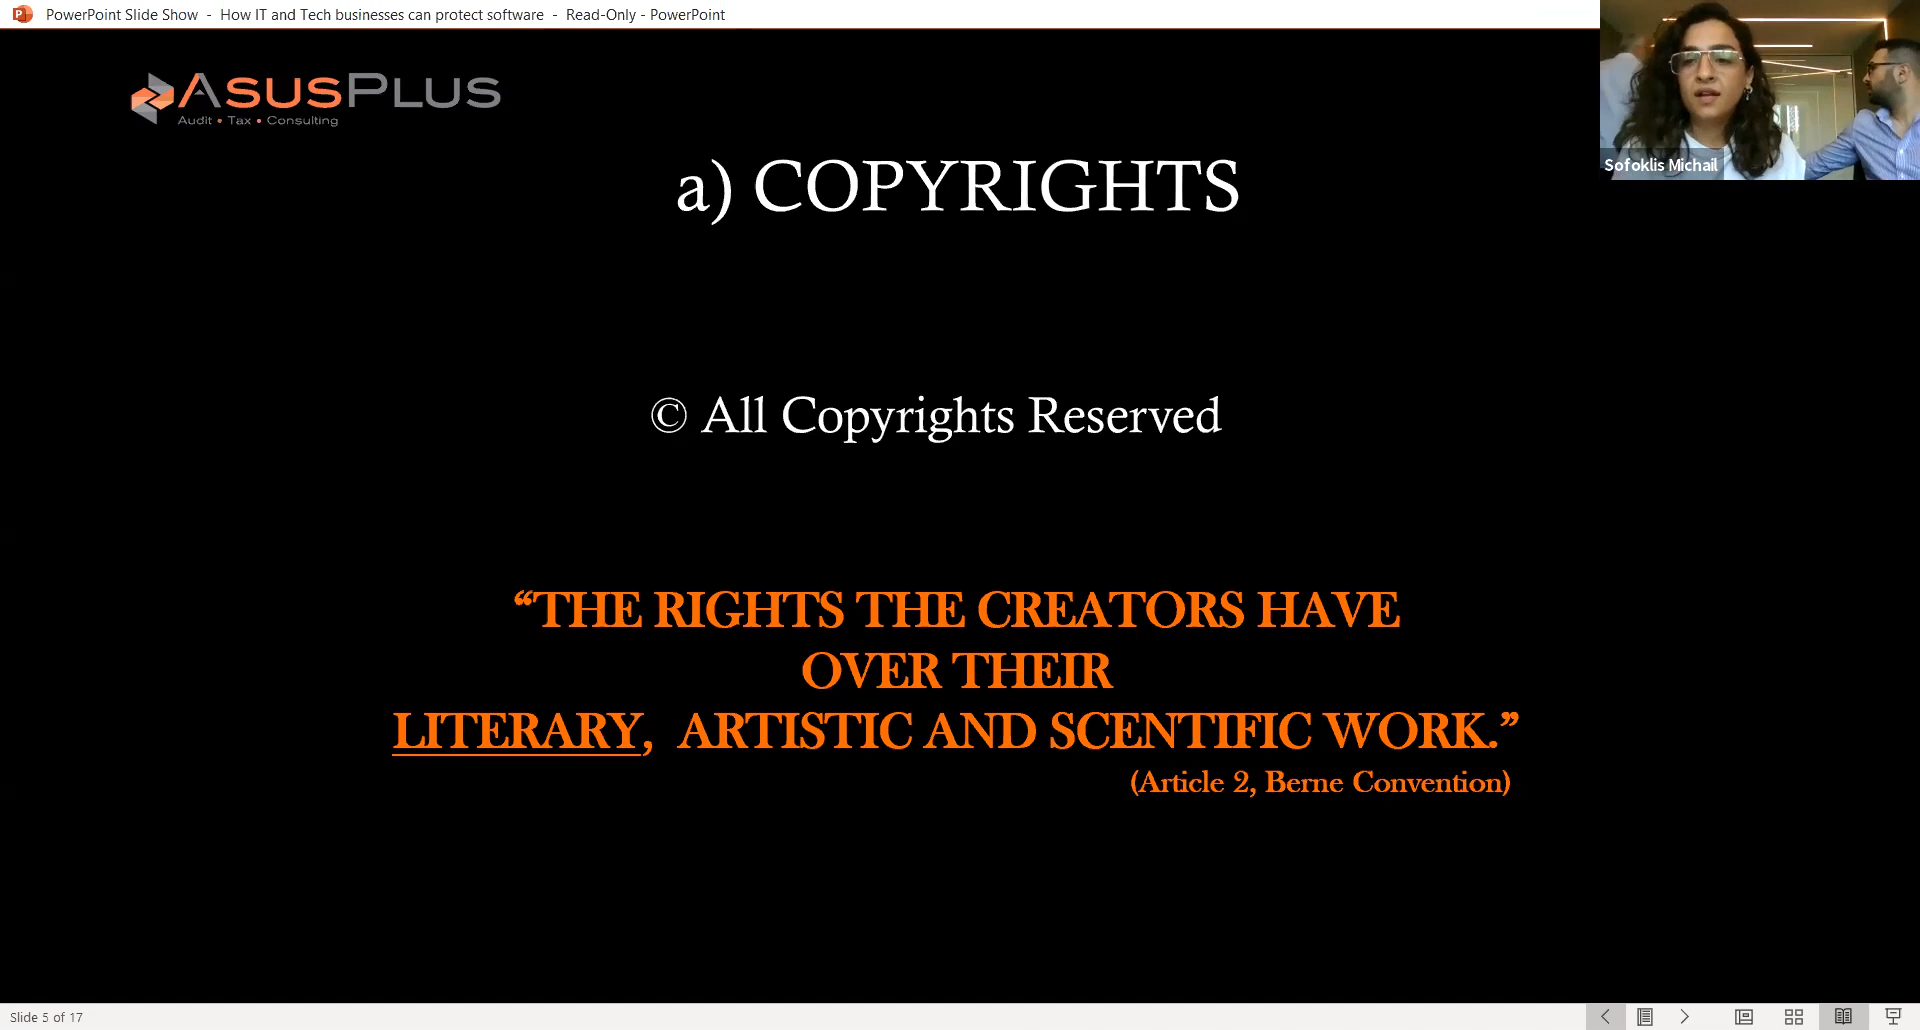 PowerPoint Slide Show - How IT and Tech businesses can protect software - Read-Only - PowerPoint
ASUSPLUS
Audit • Tax • Consulting
Sofoklis Michail
a) COPYRIGHTS
© All Copyrights Reserved
“THE RIGHTS THE CREATORS HAVE
OVER THEIR
LITERARY, ARTISTIC AND SCENTIFIC WORK.”
(Article 2, Berne Convention)
Slide 5 of 17